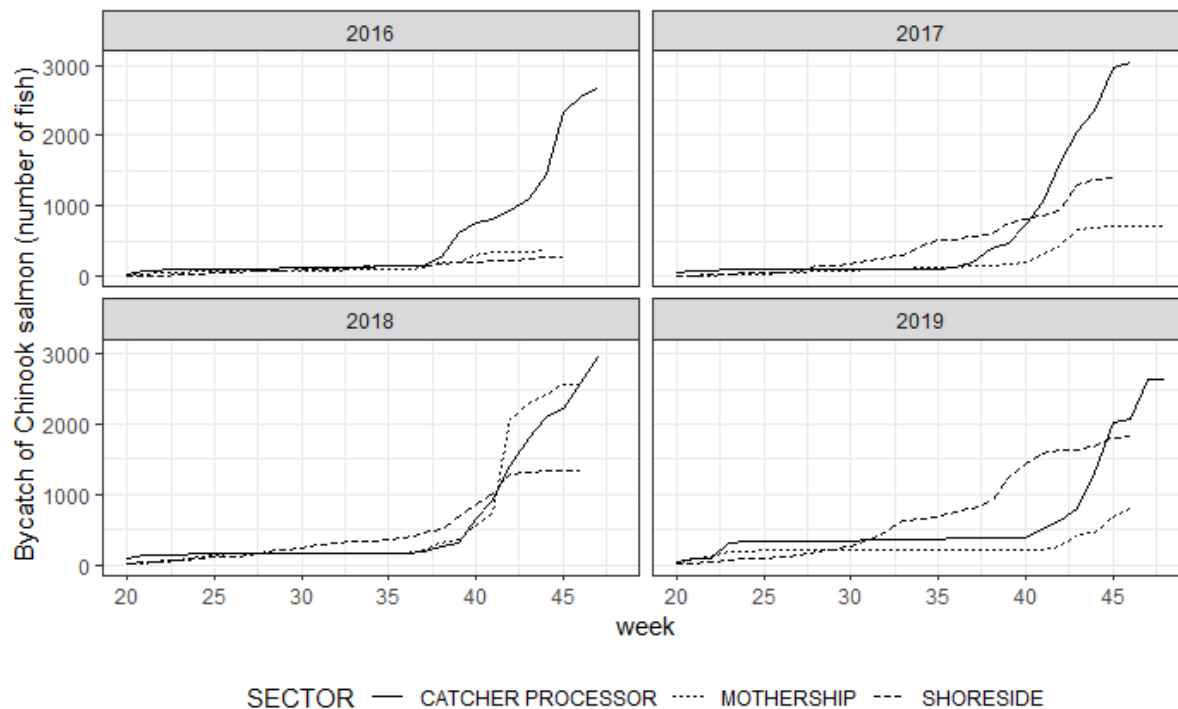 2016 2017
3000
2000
1000
0
2018 2019
3000
2000
1000
0
20 25 30 35 40 45 20 25 30 35 40 45
week
Bycatch of Chinook salmon (number of fish)
SECTOR CATCHER PROCESSOR MOTHERSHIP SHORESIDE